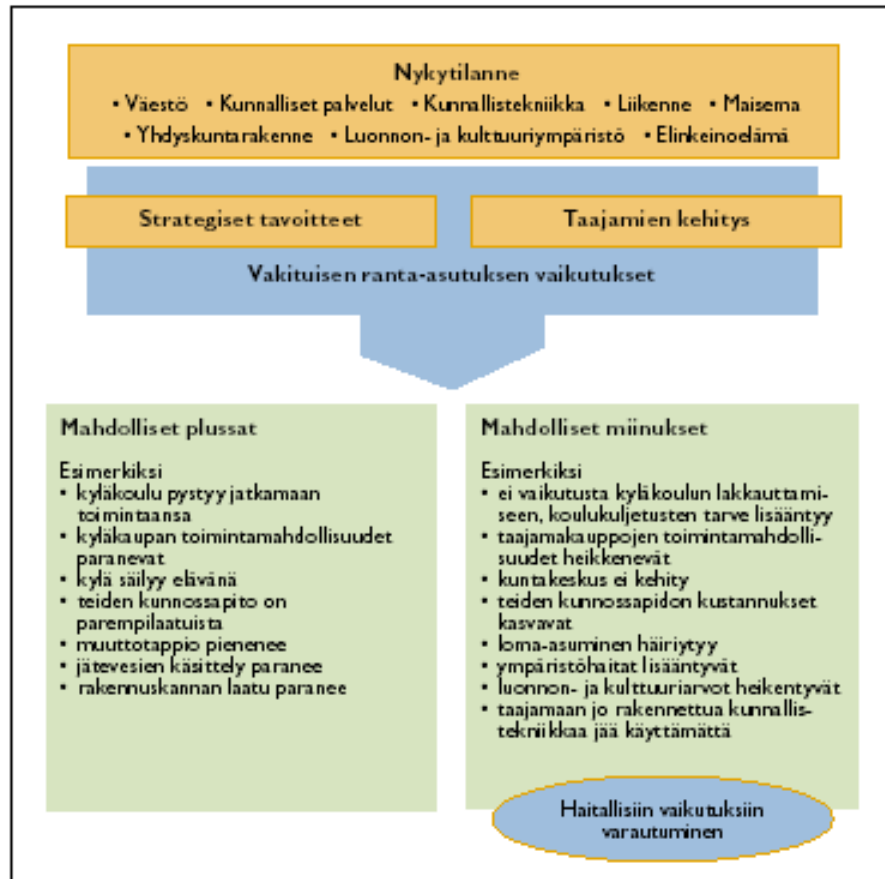 Nykytilanne
• Väestö • Kunnalliset palvelut • Kunnallistekniikka • Liikenne • Maisema
• Yhdyskuntarakenne • Luonnon- ja kulttuuriympäristö • Elinkeinoelämä
Strategiset tavoitteet
Taajamien kehitys
Vakituisen ranta-asutuksen vaikutukset
Mahdolliset plussat
Esimerkiksi
• kyläkoulu pystyy jatkamaan
toimintaansa
• kyläkaupan toimintamahdollisuudet
paranevat
• kylä säilyy elävänä
• teiden kunnossapito on
parempilaatuista
• muuttotappio pienenee
• jätevesien käsittely paranee
• rakennuskannan laatu paranee
Mahdolliset miinukset
Esimerkiksi
• ei vaikutusta kyläkoulun lakkauttami-
seen, koulukuljetusten tarve lisääntyy
• taajamakauppojen toimintamahdolli-
suudet heikkenevät
• kuntakeskus ei kehity
• teiden kunnossapidon kustannukset
kasvavat
• loma-asuminen häiriytyy
• ympäristöhaitat lisääntyvät
• luonnon- ja kulttuuriarvot heikentyvät
• taajamaan jo rakennettua kunnallis-
tekniikkaa jää käyttämättä
Haitallisiin vaikutuksiin
varautuminen